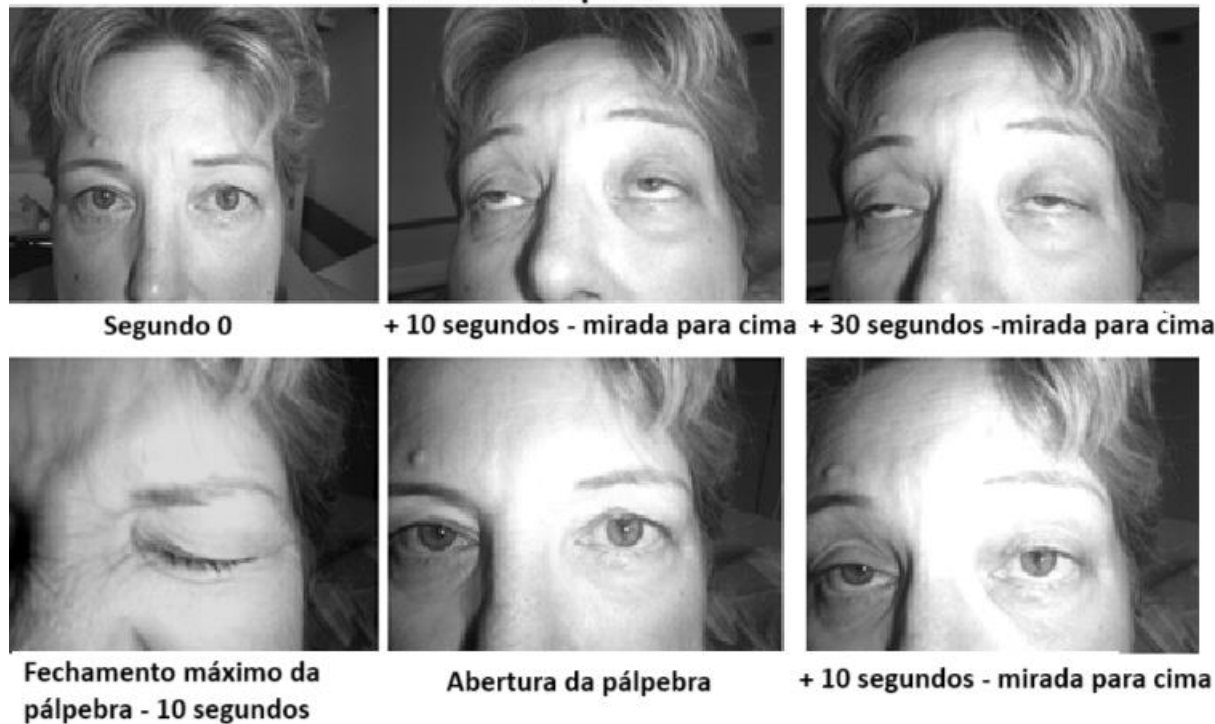 Segundo 0
+ 10 segundos - mirada para cima
+ 30 segundos -mirada para cima
Fechamento máximo da
pálpebra - 10 segundos
Abertura da pálpebra
+ 10 segundos - mirada para cima